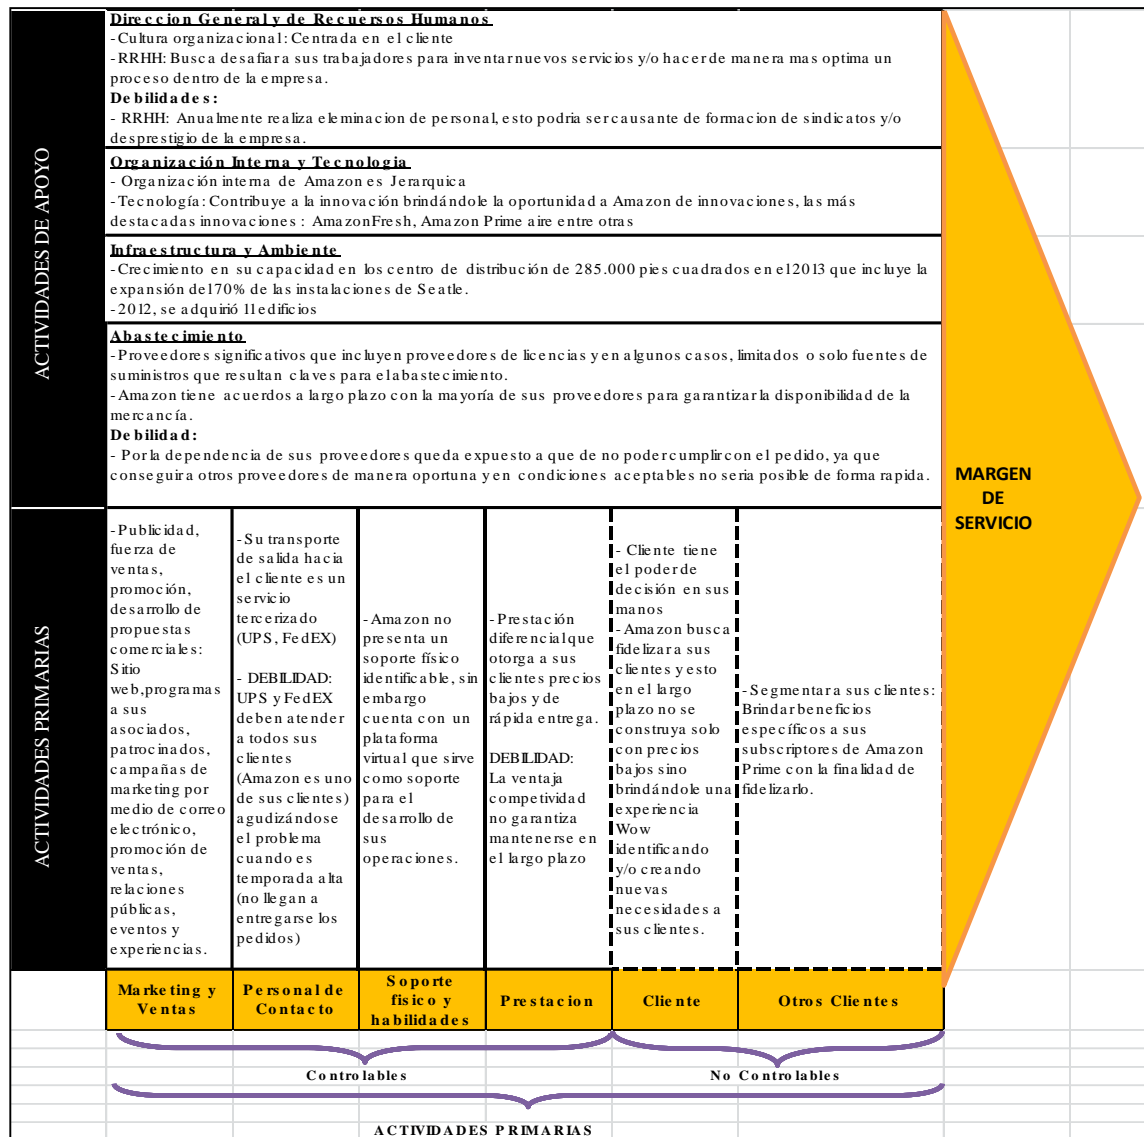 Direccion General y de Recuersos Humanos
- Cultura organizacional: Centrada en el cliente
- RRHH: Busca desafiar a sus trabajadores para inventar nuevos servicios y/o hacer de manera mas optima un
proceso dentro de la empresa.
Debilidades:
- RRHH: Anualmente realiza eleminacion de personal, esto podria ser causante de formacion de sindicatos y/o
desprestigio de la empresa.
ACTIVIDADES DE APOYO
Organización Interna y Tecnologia
- Organización interna de Amazon es Jerarquica
- Tecnología: Contribuye a la innovación brindándole la oportunidad a Amazon de innovaciones, las más
destacadas innovaciones : AmazonFresh, Amazon Prime aire entre otras
Infraestructura y Ambiente
- Crecimiento en su capacidad en los centro de distribución de 285.000 pies cuadrados en el 2013 que incluye la
expansión del 70% de las instalaciones de Seatle.
- 2012, se adquirió 11 edificios
Abastecimiento
- Proveedores significativos que incluyen proveedores de licencias y en algunos casos, limitados o solo fuentes de
suministros que resultan claves para el abastecimiento.
- Amazon tiene acuerdos a largo plazo con la mayoría de sus proveedores para garantizar la disponibilidad de la
mercancía.
Debilidad:
- Por la dependencia de sus proveedores queda expuesto a que de no poder cumplir con el pedido, ya que
conseguir a otros proveedores de manera oportuna y en condiciones aceptables no seria posible de forma rapida.
MARGEN
DE
SERVICIO
ACTIVIDADES PRIMARIAS
- Publicidad,
fuerza de
ventas,
promoción,
desarrollo de
propuestas
comerciales:
Sitio
web,programas
a sus
asociados,
patrocinados,
campañas de
marketing por
medio de correo
electrónico,
promoción de
ventas,
relaciones
públicas,
eventos y
experiencias.
- Su transporte
de salida hacia
el cliente es un
servicio
tercerizado
(UPS, FedEX)
- DEBILIDAD:
UPS y FedEX
deben atender
a todos sus
clientes
(Amazon es uno
de sus clientes)
agudizándose
el problema
cuando es
temporada alta
(no llegan a
entregarse los
pedidos)
- Amazon no
presenta un
soporte físico
identificable, sin
embargo
cuenta con un
plataforma
virtual que sirve
como soporte
para el
desarrollo de
sus
operaciones.
- Prestación
diferencial que
otorga a sus
clientes precios
bajos y de
rápida entrega.
DEBILIDAD:
La ventaja
competividad
no garantiza
mantenerse en
el largo plazo
- Cliente tiene
el poder de
decisión en sus
manos
- Amazon busca
fidelizar a sus
clientes y esto
en el largo
plazo no se
construya solo
con precios
bajos sino
brindándole una
experiencia
Wow
identificando
y/o creando
nuevas
necesidades a
sus clientes.
- Segmentar a sus clientes:
Brindar beneficios
específicos a sus
subscriptores de Amazon
Prime con la finalidad de
fidelizarlo.
Marketing y
Ventas
Personal de
Contacto
Soporte
fisico y
habilidades
Prestacion
Cliente
Otros Clientes
Controlables
No Controlables
ACTIVIDADES PRIMARIAS